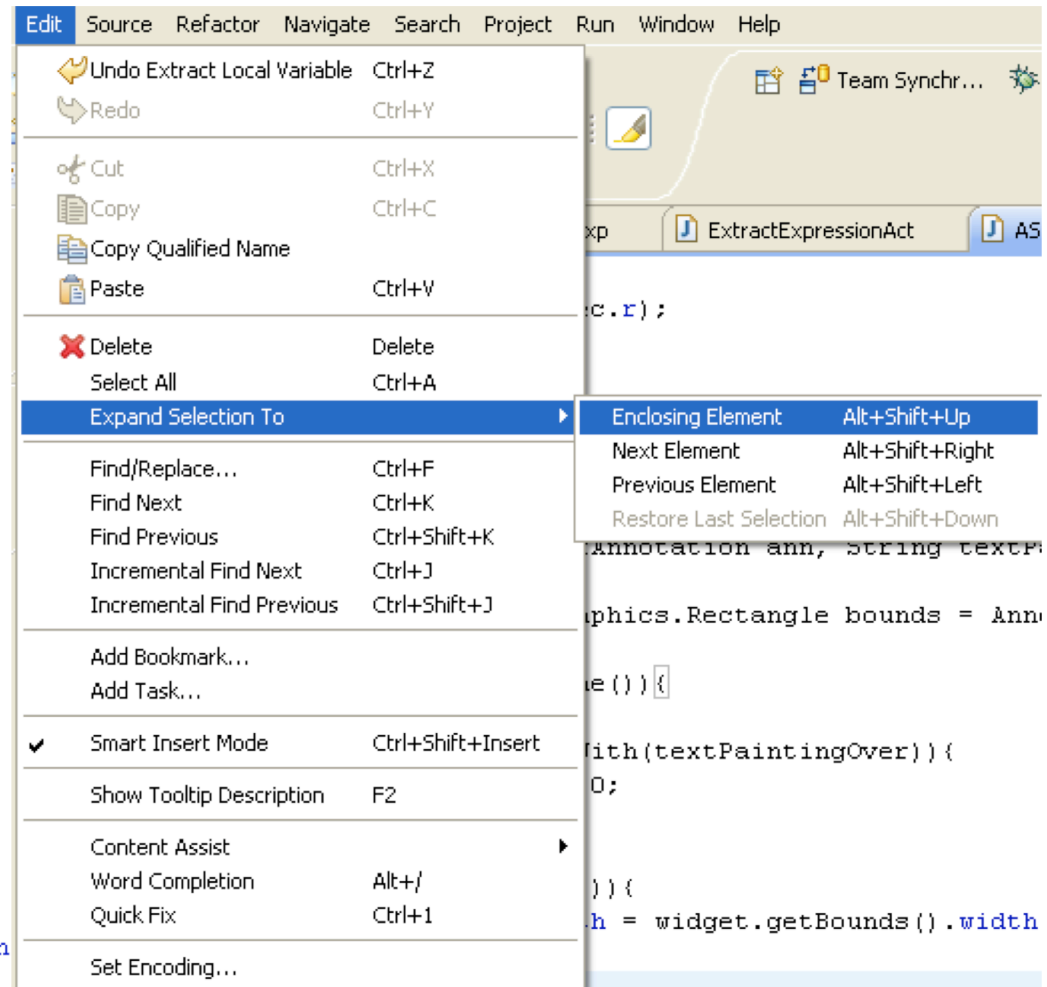 Edit Source Refactor Navigate Search Project Run Window Help
Undo Extract Local Variable Ctrl+Z
Redo Ctrl+Y
Cut Ctrl+X
Copy Ctrl+C
Copy Qualified Name
Paste Ctrl+V
Delete Delete
Select All Ctrl+A
Expand Selection To
Find/Replace... Ctrl+F
Find Next Ctrl+K
Find Previous Ctrl+Shift+K
Incremental Find Next Ctrl+J
Incremental Find Previous Ctrl+Shift+J
Add Bookmark...
Add Task...
Smart Insert Mode Ctrl+Shift+Insert
Show Tooltip Description F2
Content Assist
Word Completion Alt+/
Quick Fix Ctrl+1
Set Encoding...
Enclosing Element Alt+Shift+Up
Next Element Alt+Shift+Right
Previous Element Alt+Shift+Left
Restore Last Selection Alt+Shift+Down
Team Synchr...
xp ExtractExpressionAct AS
c.r);
Annotation ann, String textP
phics.Rectangle bounds = Ann
e()){
ith(textPaintingOver)){
0;
)){
h = widget.getBounds().width